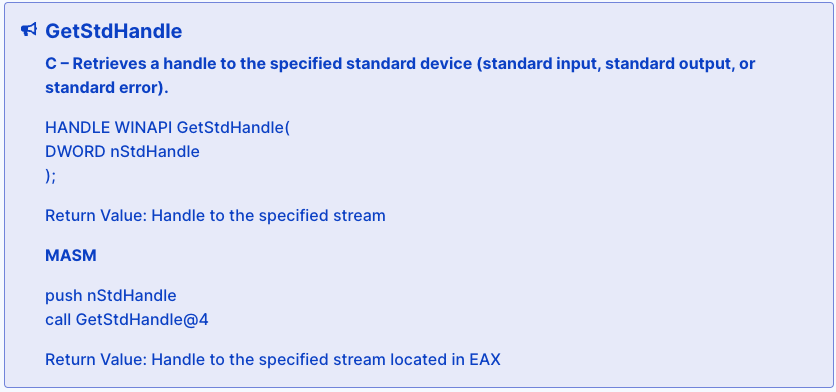 GetStdHandle
C – Retrieves a handle to the specified standard device (standard input, standard output, or
standard error).
HANDLE WINAPI GetStdHandle(
DWORD nStdHandle
);
Return Value: Handle to the specified stream
MASM
push nStdHandle
call GetStdHandle@4
Return Value: Handle to the specified stream located in EAX